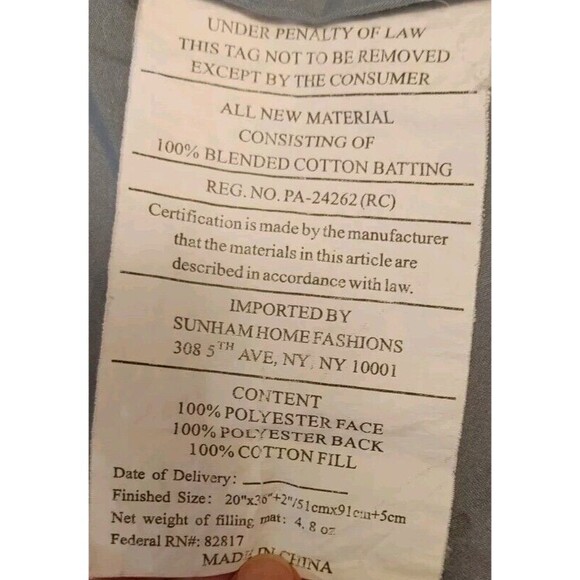 UNDER PENALTY OF LAW
THIS TAG NOT TO BE REMOVED
EXCEPT BY THE CONSUMER
ALL NEW MATERIAL
CONSISTING OF
100% BLENDED COTTON BATTING
REG. NO. PA-24262 (RC)
Certification is made by the manufacturer
that the materials in this article are
described in accordance with law.
IMPORTED BY
SUNHAM HOME FASHIONS
308 5TH AVE, NY, NY 10001
CONTENT
100% POLYESTER FACE
100% POLYESTER BACK
100% COTTON FILL
Date of Delivery:
Finished Size: 20"x36"+2"/51cmx91cm+5cm
Net weight of filling mat: 4.8 oz
Federal RN#: 82817
MADE IN CHINA